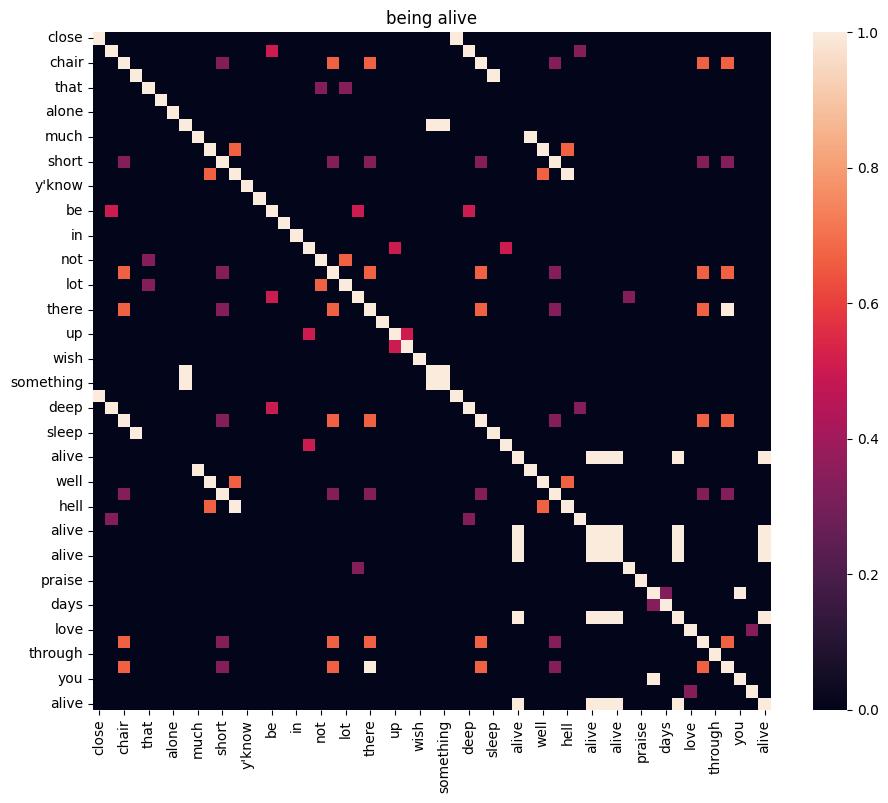 being alive
close
chair
that
alone
much
short
y'know
be
in
not
lot
there
up
wish
something
deep
sleep
alive
well
hell
alive
alive
praise
days
love
through
you
alive
close
chair
that
alone
much
short
y'know
be
in
not
lot
there
up
wish
something
deep
sleep
alive
well
hell
alive
alive
praise
days
love
through
you
alive
1.0
0.8
0.6
0.4
0.2
0.0